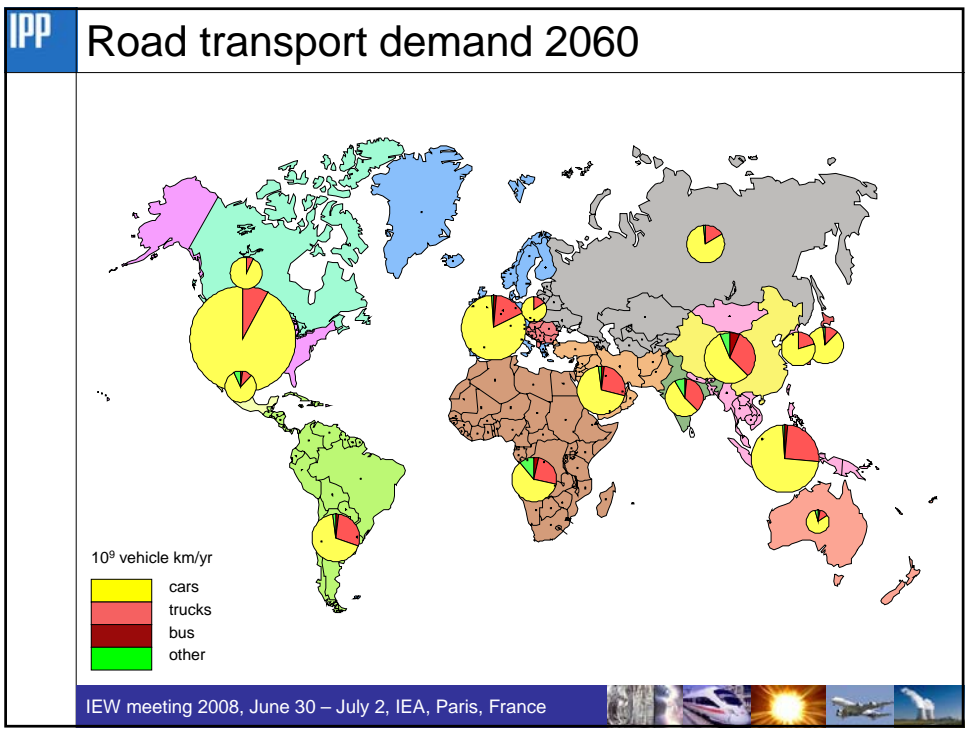 IPP
Road transport demand 2060
10⁹ vehicle km/yr
cars
trucks
bus
other
IEW meeting 2008, June 30 – July 2, IEA, Paris, France